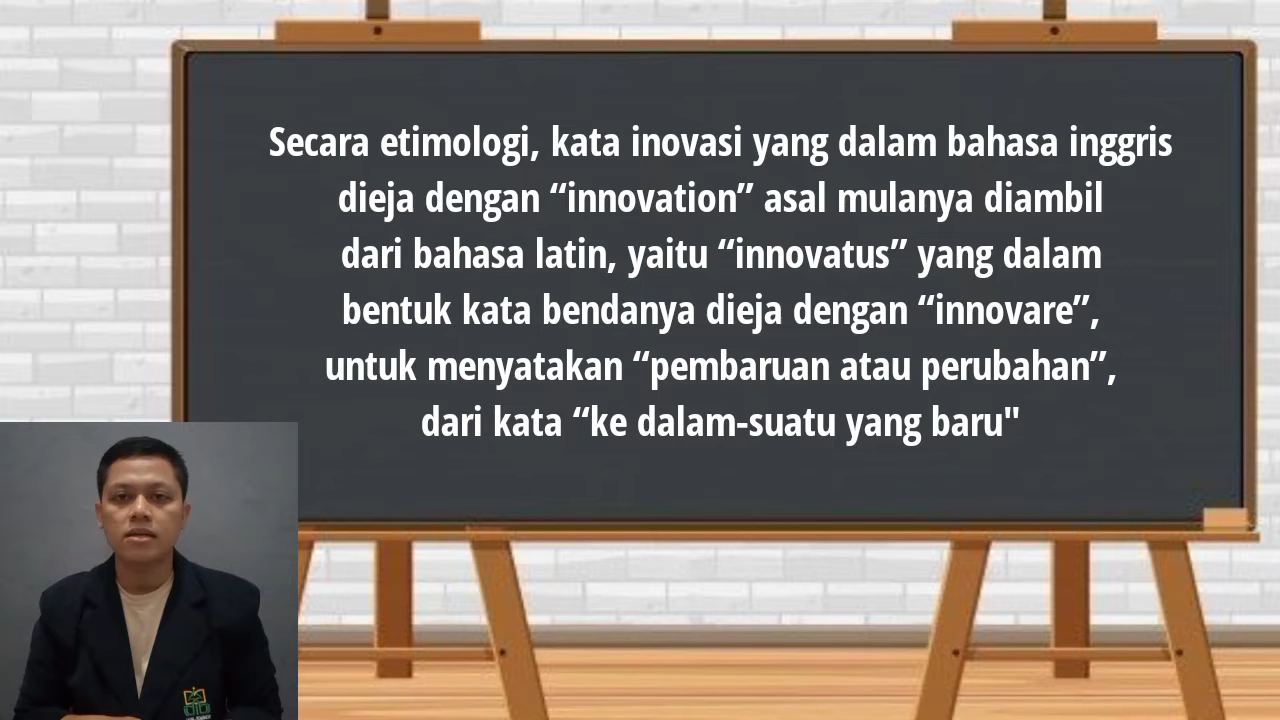 Secara etimologi, kata inovasi yang dalam bahasa inggris
dieja dengan “innovation” asal mulanya diambil
dari bahasa latin, yaitu “innovatus” yang dalam
bentuk kata bendanya dieja dengan “innovare”,
untuk menyatakan “pembaruan atau perubahan”,
dari kata “ke dalam-suatu yang baru"